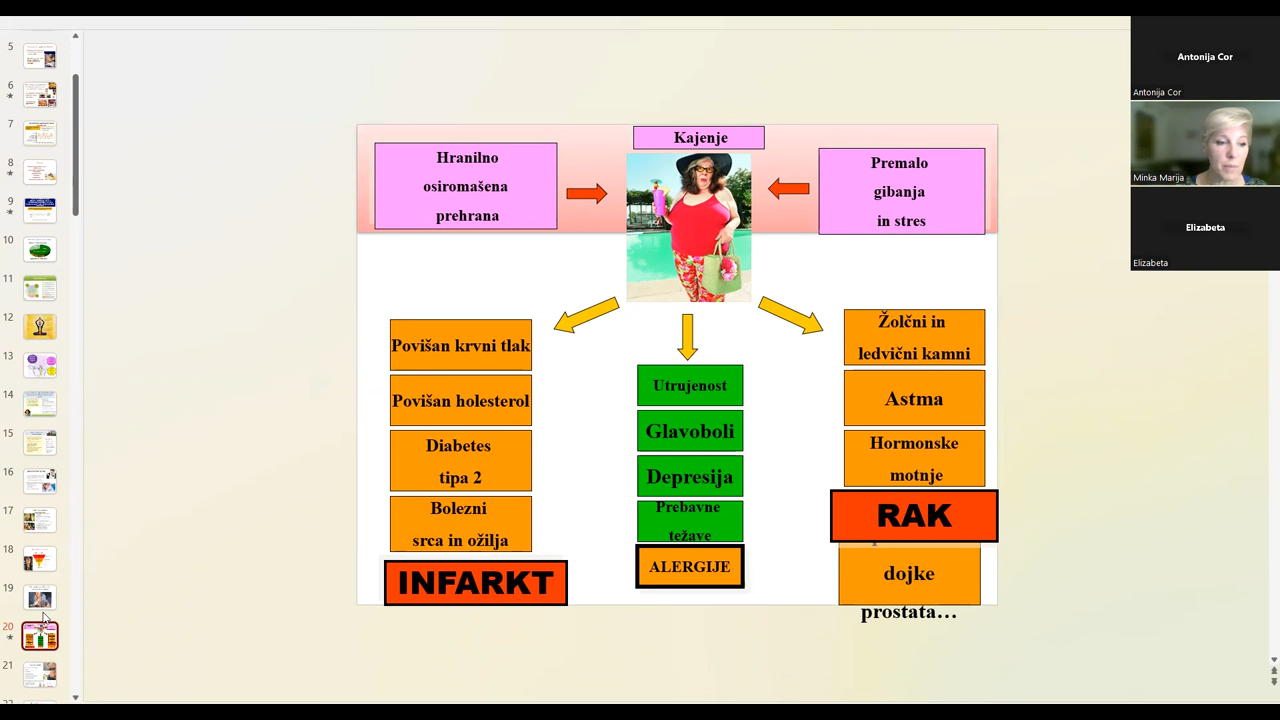 5
6
7
8
9
10
11
12
13
14
15
16
17
18
19
20
21
Kajenje
Hranilno
osiromašena
prehrana
Premalo
gibanja
in stres
Povišan krvni tlak
Povišan holesterol
Diabetes
tipa 2
Bolezni
srca in ožilja
INFARKT
Utrujenost
Glavoboli
Depresija
Prebavne
težave
ALERGIJE
Žolčni in
ledvični kamni
Astma
Hormonske
motnje
RAK
dojke
prostata...
Antonija Cor
Antonija Cor
Minka Marija
Elizabeta
Elizabeta